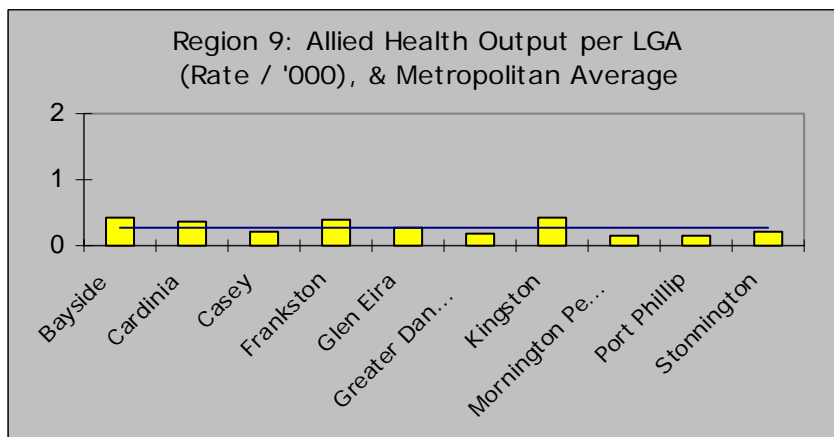 Region 9: Allied Health Output per LGA
(Rate / '000), & Metropolitan Average
2
1
0
Bayside
Cardinia
Casey
Frankston
Glen Eira
Greater Dan...
Kingston
Mornington Pe...
Port Phillip
Stonnington